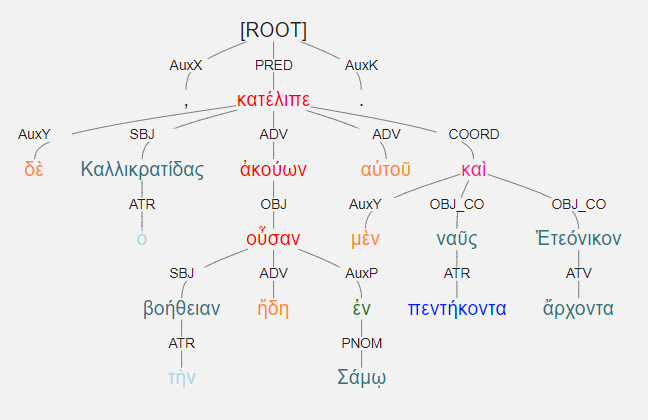 [ROOT]
AuxX PRED AuxK
, κατέλιπε .
AuxY SBJ ADV ADV COORD
δὲ Καλλικρατίδας ἀκούων αὐτοῦ καὶ
ATR OBJ AuxY OBJ_CO OBJ_CO
ὁ οὖσαν μὲν ναῦς Ἐτεόνικον
SBJ ADV AuxP ATR ATV
βοήθειαν ἤδη ἐν πεντήκοντα ἄρχοντα
ATR PNOM
τὴν Σάμῳ